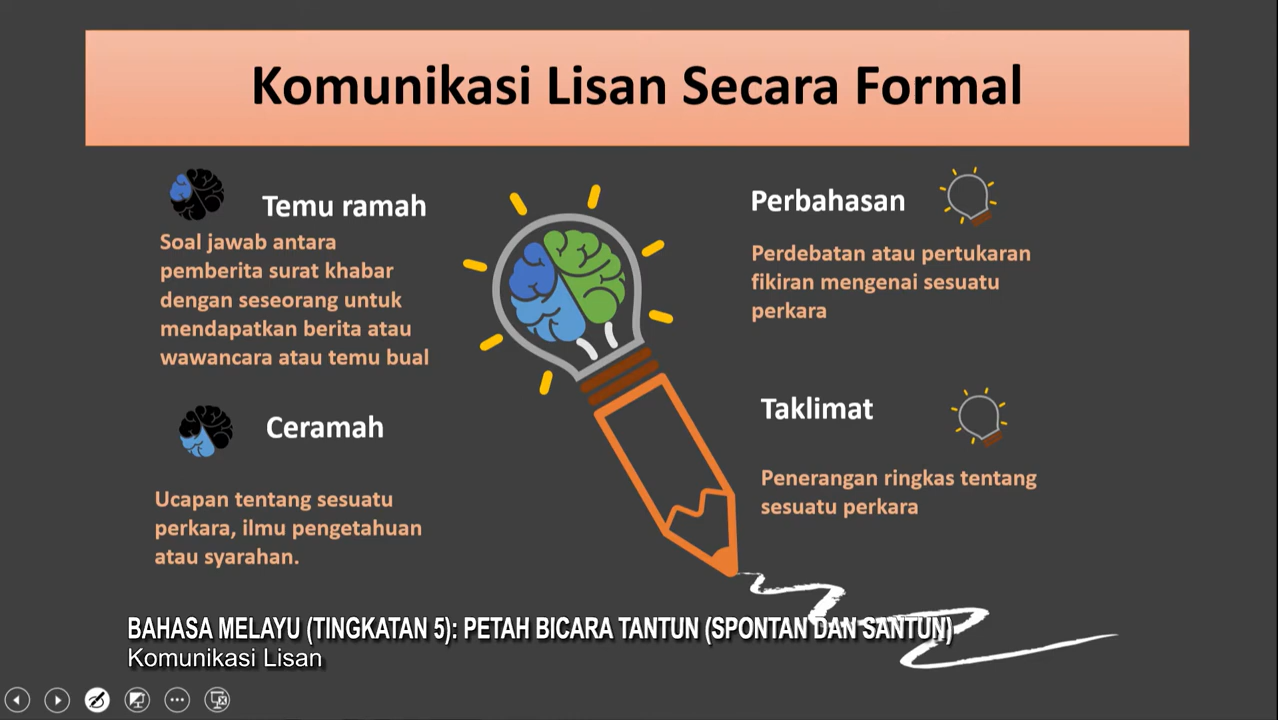 Komunikasi Lisan Secara Formal
Temu ramah
Soal jawab antara
pemberita surat khabar
dengan seseorang untuk
mendapatkan berita atau
wawancara atau temu bual
Ceramah
Ucapan tentang sesuatu
perkara, ilmu pengetahuan
atau syarahan.
Perbahasan
Perdebatan atau pertukaran
fikiran mengenai sesuatu
perkara
Taklimat
Penerangan ringkas tentang
sesuatu perkara
BAHASA MELAYU (TINGKATAN 5): PETAH BICARA TANTUN (SPONTAN DAN SANTUN)
Komunikasi Lisan